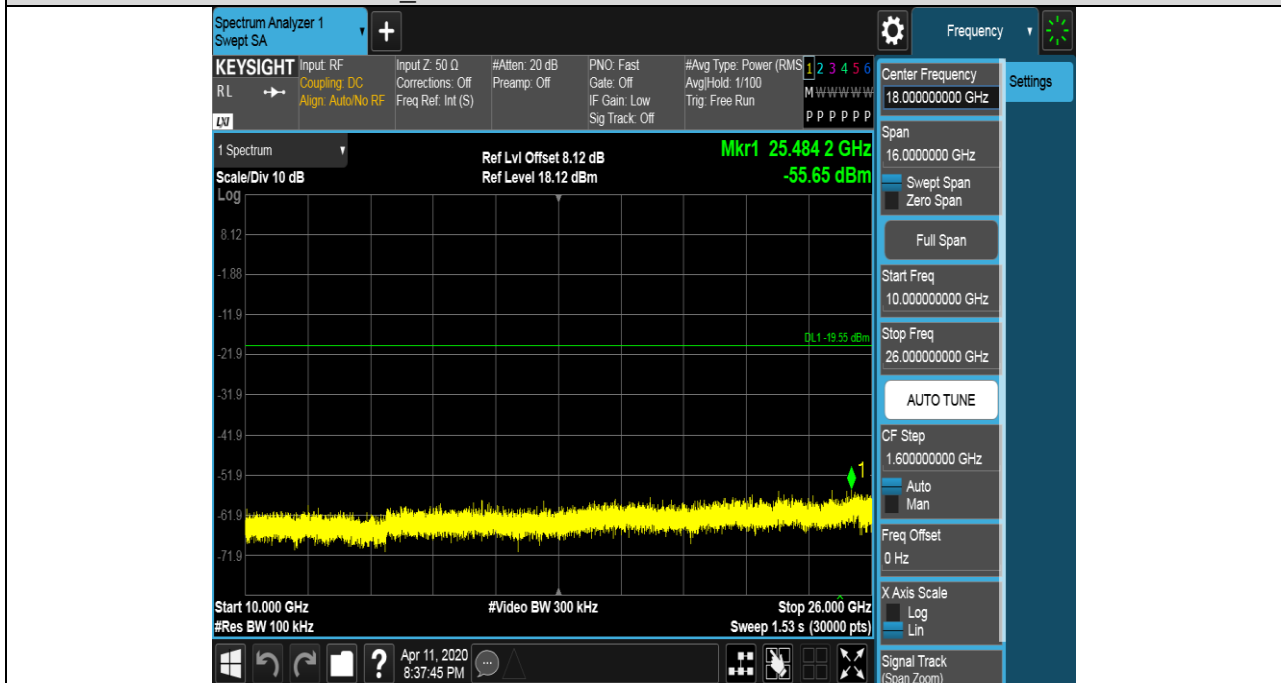 Spectrum Analyzer 1
Swept SA
+
Frequency
KEYSIGHT
RL
LXI
Input: RF
Coupling: DC
Align: Auto/No RF
Input Z: 50 Ω
Corrections: Off
Freq Ref: Int (S)
#Atten: 20 dB
Preamp: Off
PNO: Fast
Gate: Off
IF Gain: Low
Sig Track: Off
#Avg Type: Power (RMS
Avg|Hold: 1/100
Trig: Free Run
1 2 3 4 5 6
M W W W W W
P P P P P P
1 Spectrum
Scale/Div 10 dB
Log
Ref Lvl Offset 8.12 dB
Ref Level 18.12 dBm
Mkr1 25.484 2 GHz
-55.65 dBm
8.12
-1.88
-11.9
DL1 -19.55 dBm
-21.9
-31.9
-41.9
-51.9
1
-61.9
-71.9
Start 10.000 GHz
#Res BW 100 kHz
#Video BW 300 kHz
Stop 26.000 GHz
Sweep 1.53 s (30000 pts)
Apr 11, 2020
8:37:45 PM
?
Center Frequency
18.000000000 GHz
Settings
Span
16.0000000 GHz
Swept Span
Zero Span
Full Span
Start Freq
10.000000000 GHz
Stop Freq
26.000000000 GHz
AUTO TUNE
CF Step
1.600000000 GHz
Auto
Man
Freq Offset
0 Hz
X Axis Scale
Log
Lin
Signal Track
(Span Zoom)